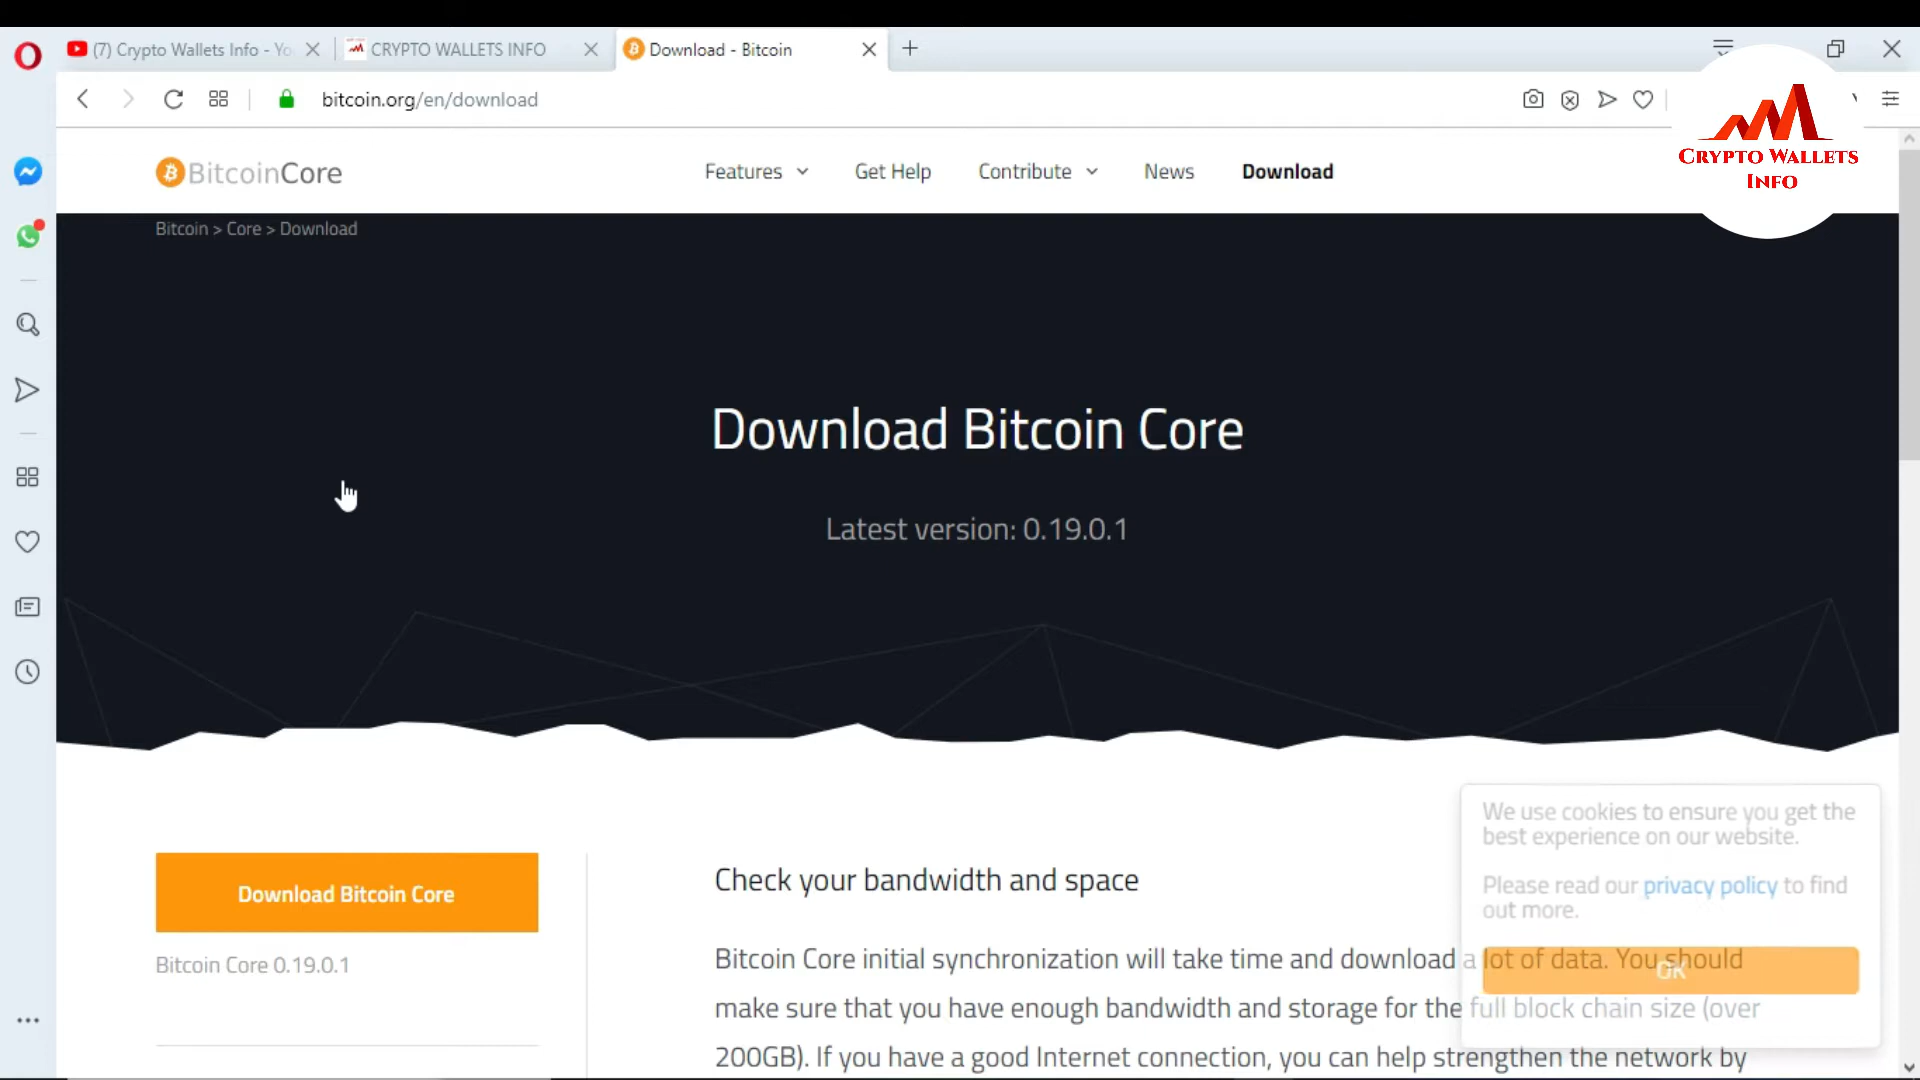 (7) Crypto Wallets Info - Yo
CRYPTO WALLETS INFO
Download - Bitcoin
bitcoin.org/en/download
CRYPTO WALLETS
INFO
BitcoinCore
Features
Get Help
Contribute
News
Download
Bitcoin > Core > Download
Download Bitcoin Core
Latest version: 0.19.0.1
Download Bitcoin Core
Bitcoin Core 0.19.0.1
Check your bandwidth and space
Bitcoin Core initial synchronization will take time and download a lot of data. You should
make sure that you have enough bandwidth and storage for the full block chain size (over
200GB). If you have a good Internet connection, you can help strengthen the network by
We use cookies to ensure you get the
best experience on our website.
Please read our privacy policy to find
out more.
OK